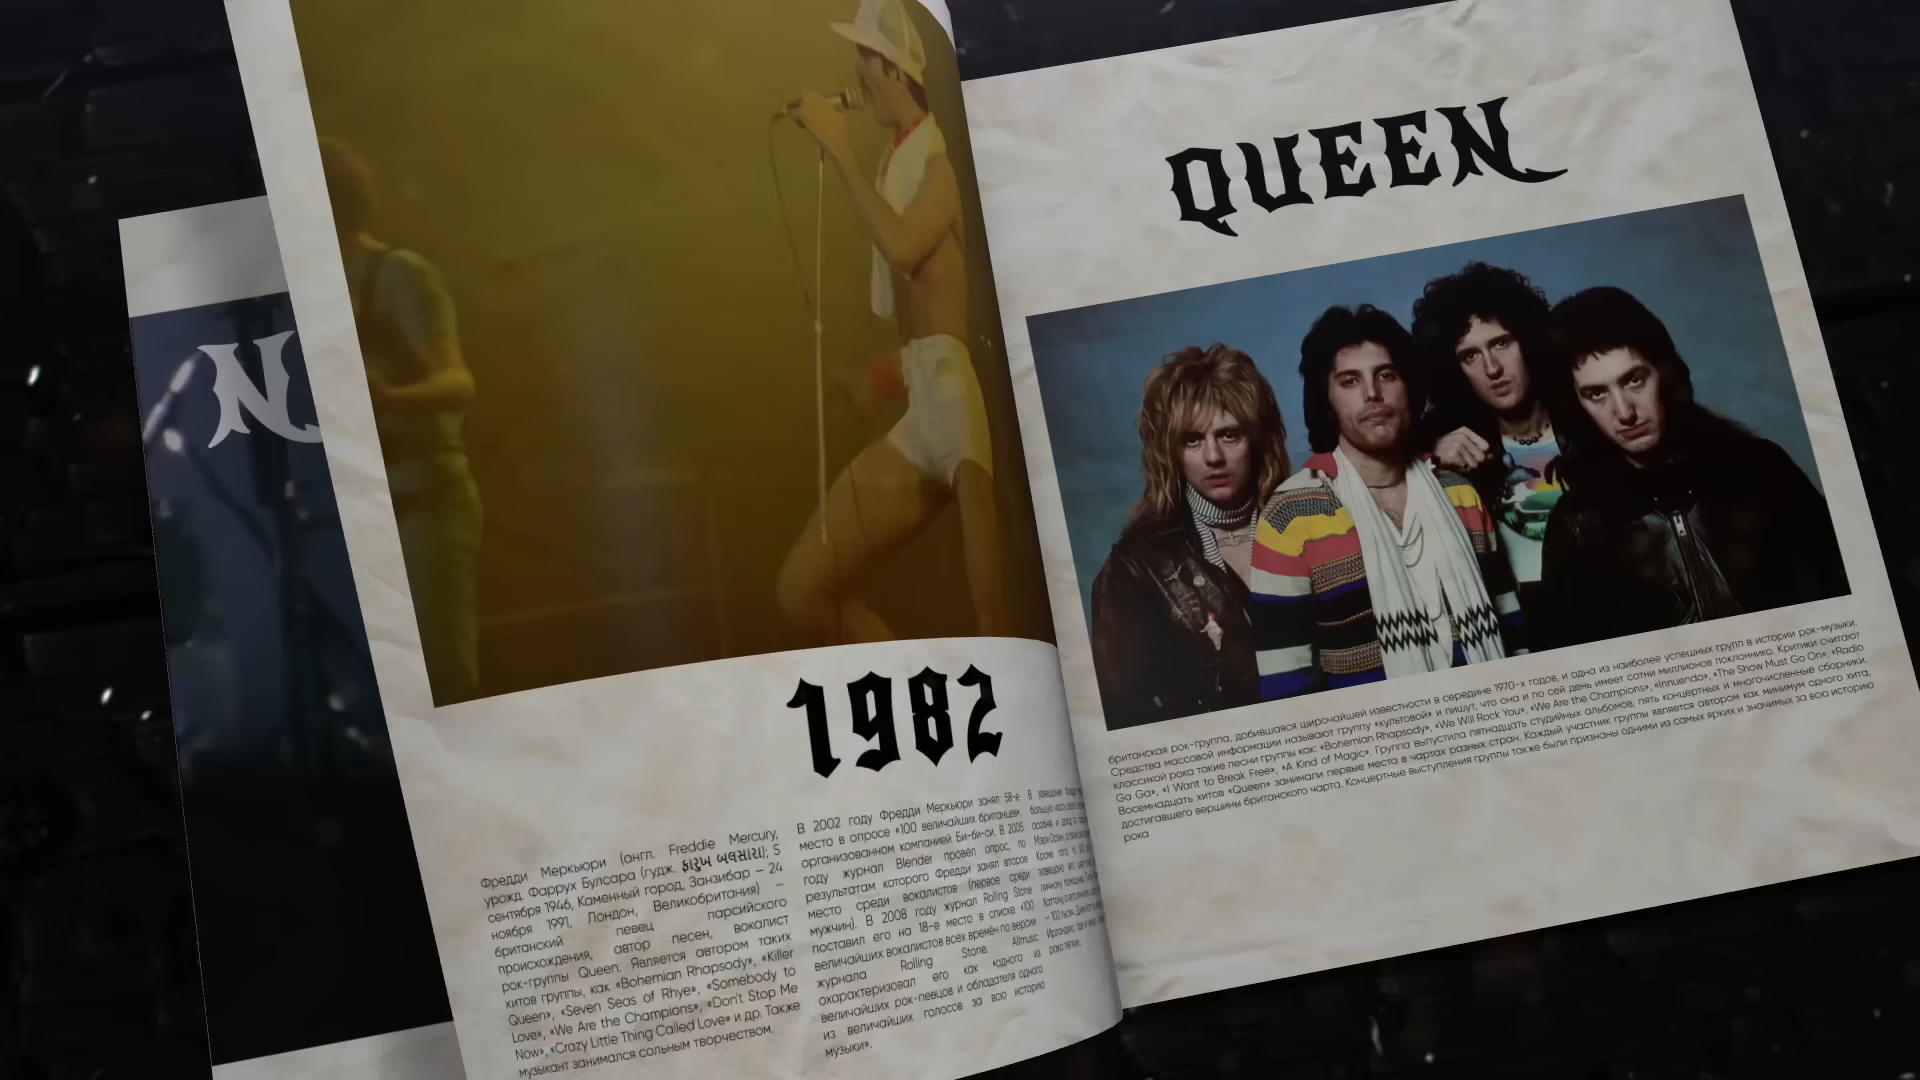 N
1982
Фредди Меркьюри (англ. Freddie Mercury,
урожд. Фаррух Булсара (гудж. ફારુખ બલસારા); 5
сентября 1946, Каменный город, Занзибар – 24
ноября 1991, Лондон, Великобритания) –
британский певец парсийского
происхождения, автор песен, вокалист
рок-группы Queen. Является автором таких
хитов группы, как «Bohemian Rhapsody», «Killer
Queen», «Seven Seas of Rhye», «Somebody to
Love», «We Are the Champions», «Don't Stop Me
Now», «Crazy Little Thing Called Love» и др. Также
музыкант занимался сольным творчеством.
В 2002 году Фредди Меркьюри занял 58-е
место в опросе «100 величайших британцев»,
организованном компанией Би-би-си. В 2005
году журнал Blender провёл опрос, по
результатам которого Фредди занял второе
место среди вокалистов (первое среди
мужчин). В 2008 году журнал Rolling Stone
поставил его на 18-е место в списке «100
величайших вокалистов всех времён по версии
журнала Rolling Stone. Allmusic
охарактеризовал его как «одного из
величайших рок-певцов и обладателя одного
из величайших голосов за всю историю
музыки».
QUEEN
британская рок-группа, добившаяся широчайшей известности в середине 1970-х годов, и одна из наиболее успешных групп в истории рок-музыки.
Средства массовой информации называют группу «культовой» и пишут, что она и по сей день имеет сотни миллионов поклоннико. Критики считают
классикой рока такие песни группы как: «Bohemian Rhapsody», «We Will Rock You», «We Are the Champions», «Innuendo», «The Show Must Go On», «Radio
Ga Ga», «I Want to Break Free», «A Kind of Magic». Группа выпустила пятнадцать студийных альбомов, пять концертных и многочисленные сборники.
Восемнадцать хитов «Queen» занимали первые места в чартах разных стран. Каждый участник группы является автором как минимум одного хита,
достигавшего вершины британского чарта. Концертные выступления группы также были признаны одними из самых ярких и значимых за всю историю
рока